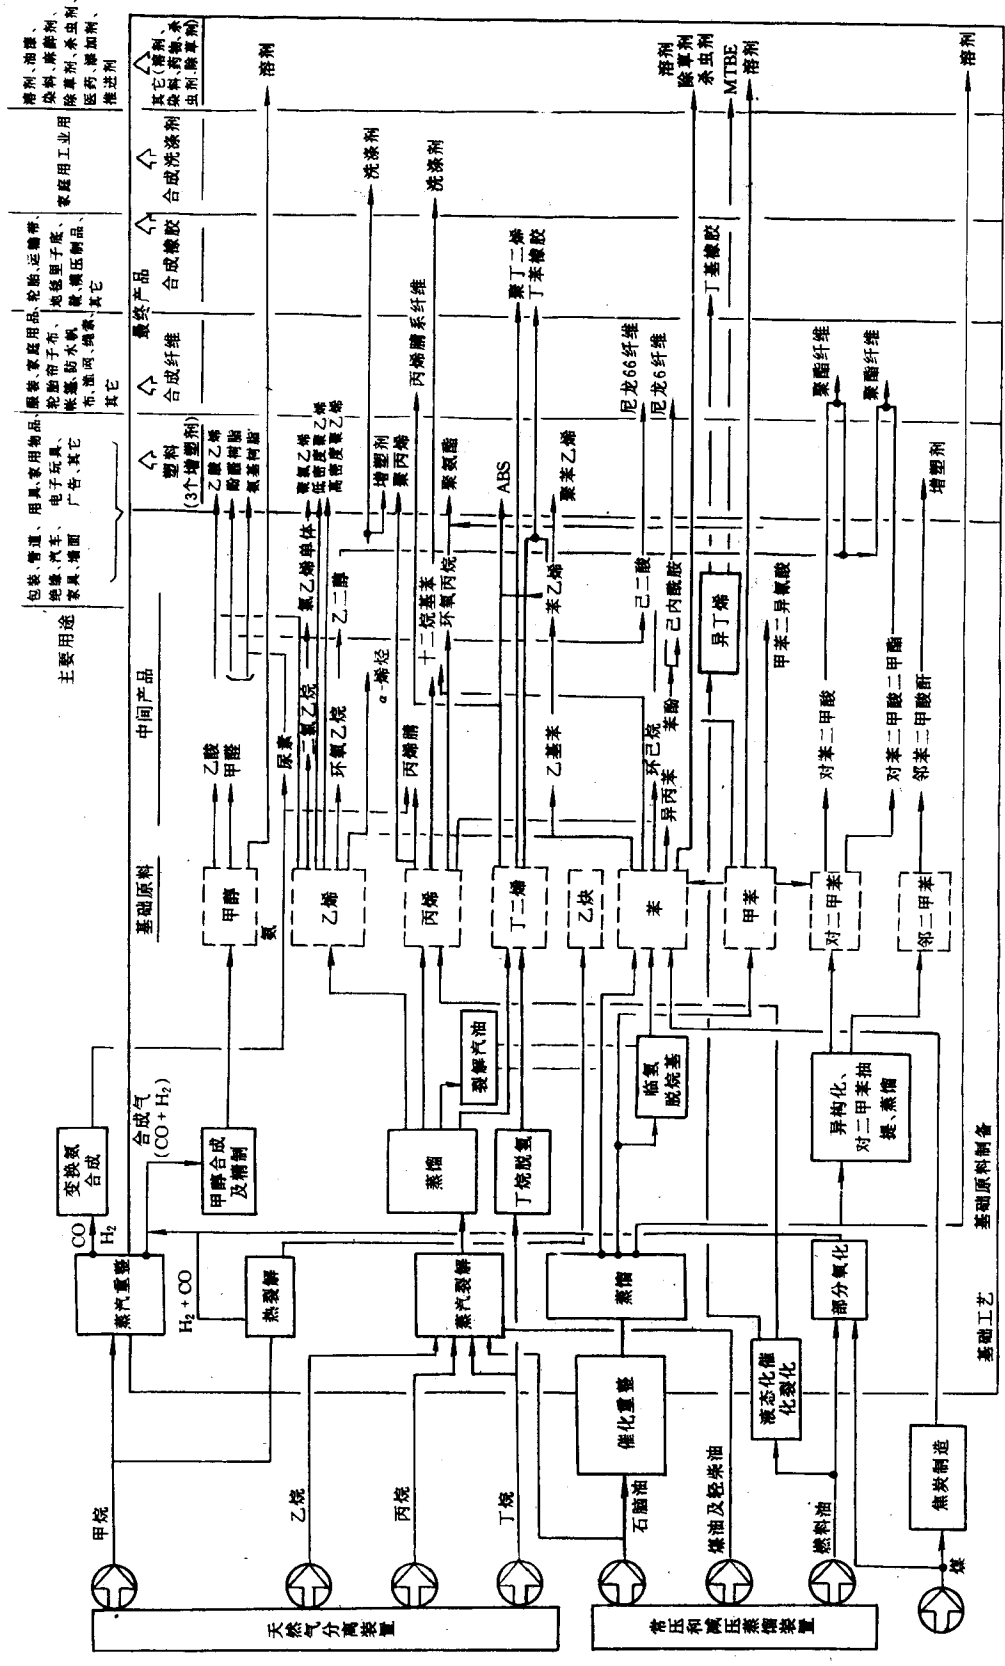 主要用途
包装、管道、用具、家用物品、
绝缘、汽车、电子玩具、
家具、墙面 广告、其它
服装、家庭用品、
轮胎帘子布、
帐篷、防水帆
布、渔网、绳索、
其它
轮胎、运输带、
地毯里子底、
靴、模压制品、
其它
家庭用工业用
溶剂、油漆、
染料、麻醉剂、
除草剂、杀虫剂、
医药、添加剂、
推进剂
基础原料
中间产品
最终产品
塑料
(3个增塑剂)
合成纤维
合成橡胶
合成洗涤剂
其它(溶剂、
染料、药物、杀
虫剂、除草剂)
天然气分离装置
常压和减压蒸馏装置
甲烷
乙烷
丙烷
丁烷
石脑油
煤油及轻柴油
燃料油
煤
蒸汽重整
CO
H₂
变换氨
合成
H₂+CO
热裂解
合成气
(CO+H₂)
甲醇合成
及精制
蒸汽裂解
蒸馏
裂解汽油
丁烷脱氢
催化重整
蒸馏
临氢
脱烷基
液态化催
化裂化
部分氧化
异构化、
对二甲苯抽
提、蒸馏
焦炭制造
基础工艺
基础原料制备
甲醇
氨
乙烯
丙烯
丁二烯
乙炔
苯
甲苯
对二甲苯
邻二甲苯
乙酸
甲醛
尿素
二氯乙烷
氯乙烯单体
环氧乙烷
乙二醇
α-烯烃
丙烯腈
十二烷基苯
环氧丙烷
乙基苯
苯乙烯
环己烷
异丙苯
苯酚
己二酸
己内酰胺
异丁烯
甲苯二异氰酸
对苯二甲酸
对苯二甲酸二甲酯
邻苯二甲酸酐
乙酸乙烯
酚醛树脂
氨基树脂
聚氯乙烯
低密度聚乙烯
高密度聚乙烯
增塑剂
聚丙烯
聚氨酯
ABS
聚苯乙烯
增塑剂
丙烯腈系纤维
尼龙66纤维
尼龙6纤维
聚酯纤维
聚酯纤维
聚丁二烯
丁苯橡胶
丁基橡胶
洗涤剂
洗涤剂
溶剂
溶剂
除草剂
杀虫剂
MTBE
溶剂
溶剂